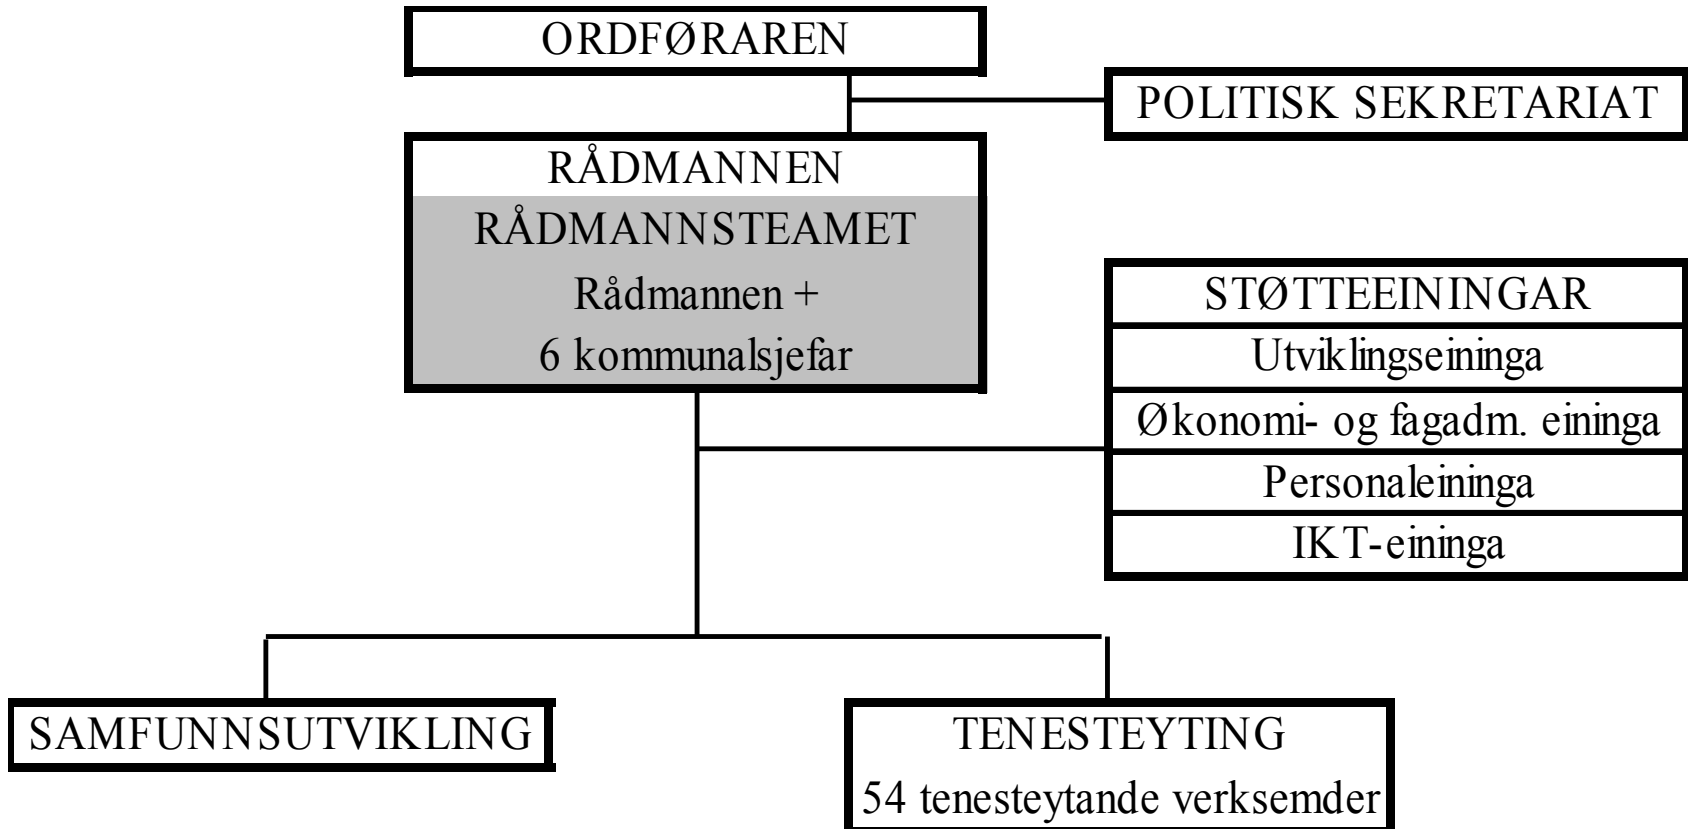 ORDFØRAREN
POLITISK SEKRETARIAT
RÅDMANNEN
RÅDMANNSTEAMET
Rådmannen +
6 kommunalsjefar
STØTTEEININGAR
Utviklingseininga
Økonomi- og fagadm. eininga
Personaleininga
IKT-eininga
SAMFUNNSUTVIKLING
TENESTEYTING
54 tenesteytande verksemder